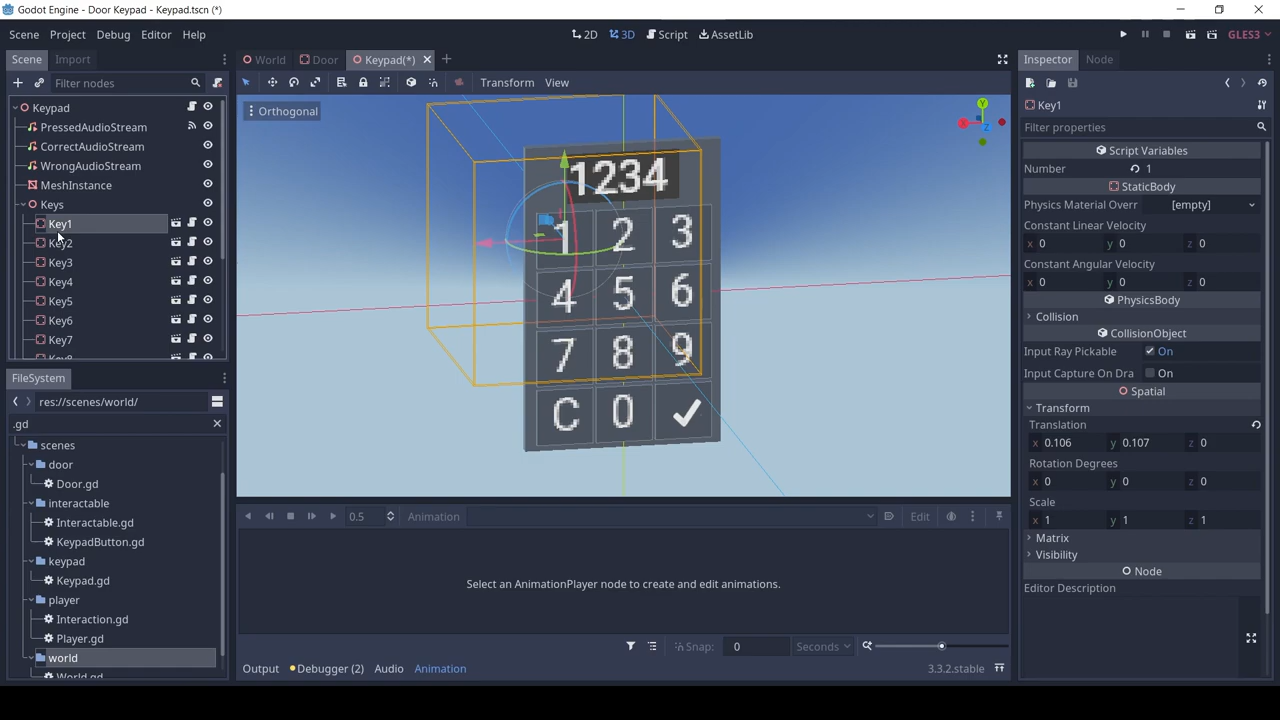 Godot Engine - Door Keypad - Keypad.tscn (*)
Scene Project Debug Editor Help
2D 3D Script AssetLib
GLES3
Scene Import
Filter nodes
Keypad
PressedAudioStream
CorrectAudioStream
WrongAudioStream
MeshInstance
Keys
Key1
Key2
Key3
Key4
Key5
Key6
Key7
Key8
FileSystem
res://scenes/world/
.gd
scenes
door
Door.gd
interactable
Interactable.gd
KeypadButton.gd
keypad
Keypad.gd
player
Interaction.gd
Player.gd
world
World.gd
World Door Keypad(*)
Transform View
Orthogonal
Y
X
Z
1234
1 2 3
4 5 6
7 8 9
C 0
0.5 Animation Edit
Select an AnimationPlayer node to create and edit animations.
Snap: 0 Seconds
Output Debugger (2) Audio Animation 3.3.2.stable
Inspector Node
Key1
Filter properties
Script Variables
Number 1
StaticBody
Physics Material Overr [empty]
Constant Linear Velocity
x 0 y 0 z 0
Constant Angular Velocity
x 0 y 0 z 0
PhysicsBody
Collision
CollisionObject
Input Ray Pickable On
Input Capture On Dra On
Spatial
Transform
Translation
x 0.106 y 0.107 z 0
Rotation Degrees
x 0 y 0 z 0
Scale
x 1 y 1 z 1
Matrix
Visibility
Node
Editor Description